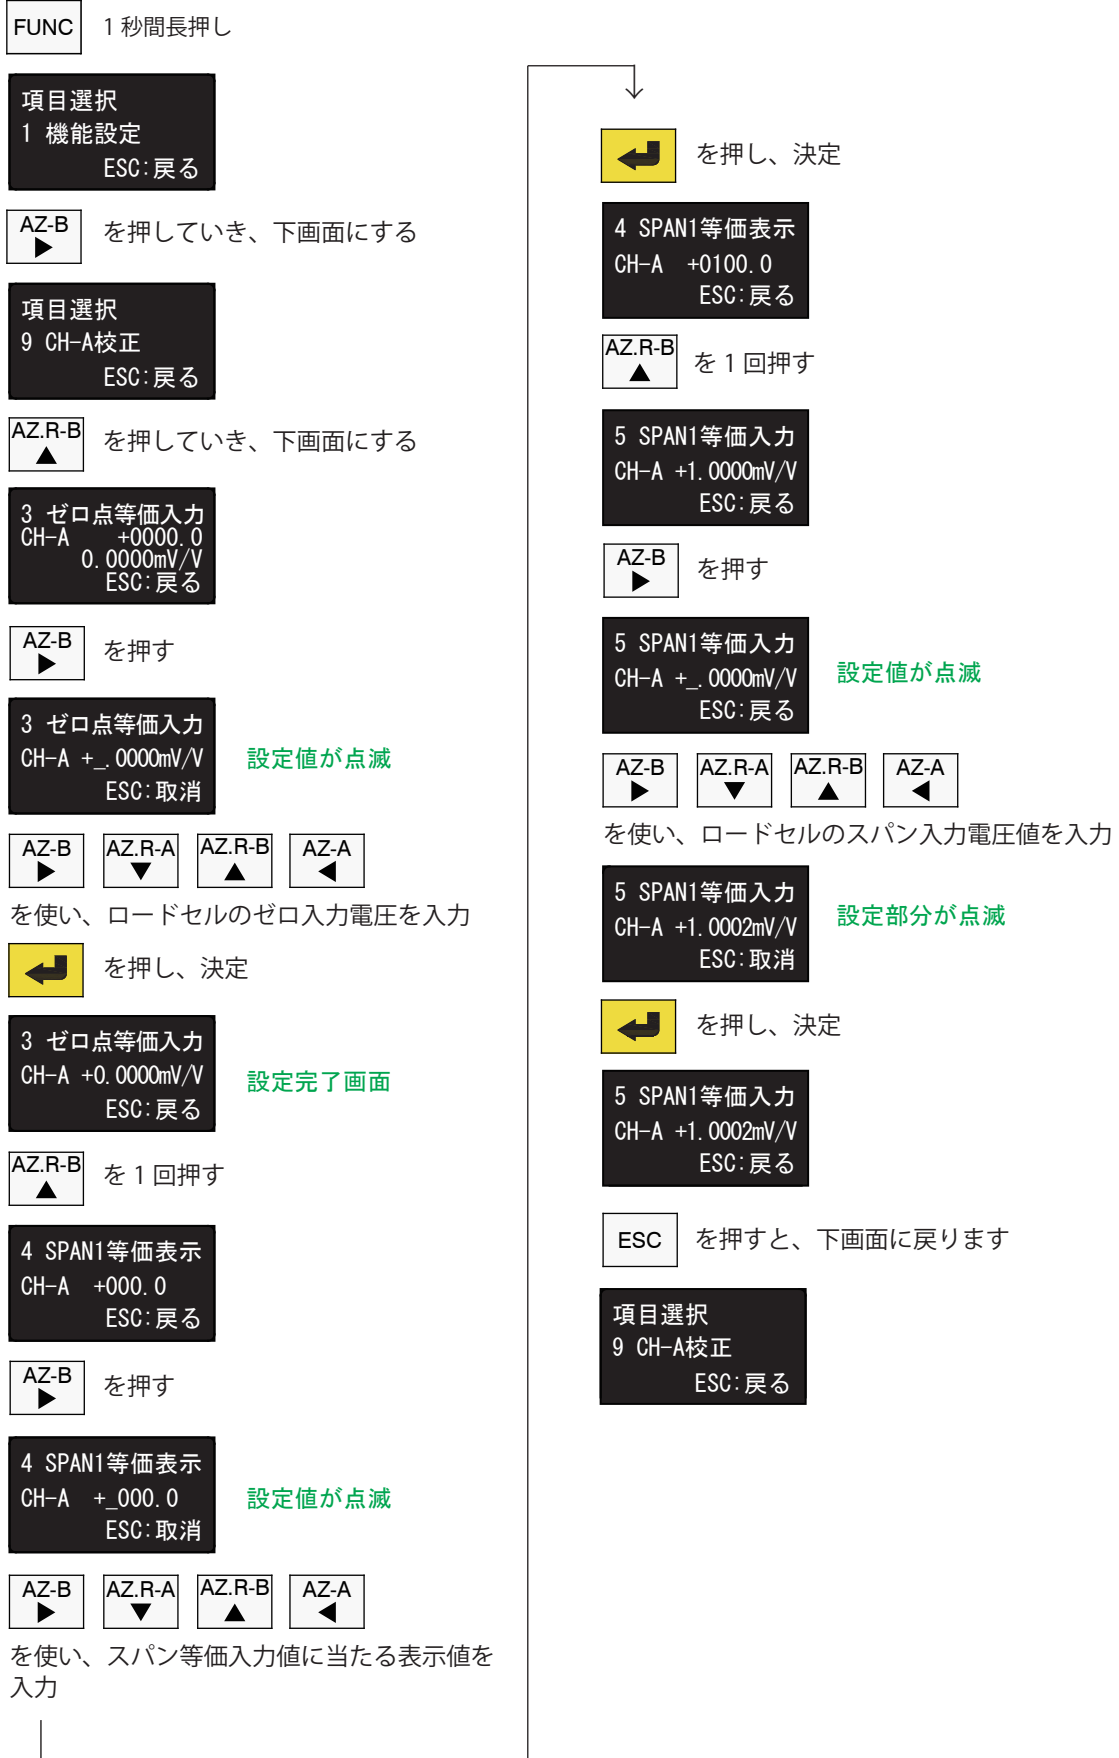 FUNC 1 秒間長押し
項目選択
1 機能設定
ESC:戻る
AZ-B を押していき、下画面にする
項目選択
9 CH-A校正
ESC:戻る
AZ.R-B を押していき、下画面にする
3 ゼロ点等価入力
CH-A +0000.0
0.0000mV/V
ESC:戻る
AZ-B を押す
3 ゼロ点等価入力
CH-A +_.0000mV/V 設定値が点滅
ESC:取消
AZ-B AZ.R-A AZ.R-B AZ-A
を使い、ロードセルのゼロ入力電圧を入力
を押し、決定
3 ゼロ点等価入力
CH-A +0.0000mV/V 設定完了画面
ESC:戻る
AZ.R-B を 1 回押す
4 SPAN1等価表示
CH-A +000.0
ESC:戻る
AZ-B を押す
4 SPAN1等価表示
CH-A +_000.0 設定値が点滅
ESC:取消
AZ-B AZ.R-A AZ.R-B AZ-A
を使い、スパン等価入力値に当たる表示値を
入力
を押し、決定
4 SPAN1等価表示
CH-A +0100.0
ESC:戻る
AZ.R-B を 1 回押す
5 SPAN1等価入力
CH-A +1.0000mV/V
ESC:戻る
AZ-B を押す
5 SPAN1等価入力
CH-A +_.0000mV/V 設定値が点滅
ESC:戻る
AZ-B AZ.R-A AZ.R-B AZ-A
を使い、ロードセルのスパン入力電圧値を入力
5 SPAN1等価入力
CH-A +1.0002mV/V 設定部分が点滅
ESC:取消
を押し、決定
5 SPAN1等価入力
CH-A +1.0002mV/V
ESC:戻る
ESC を押すと、下画面に戻ります
項目選択
9 CH-A校正
ESC:戻る